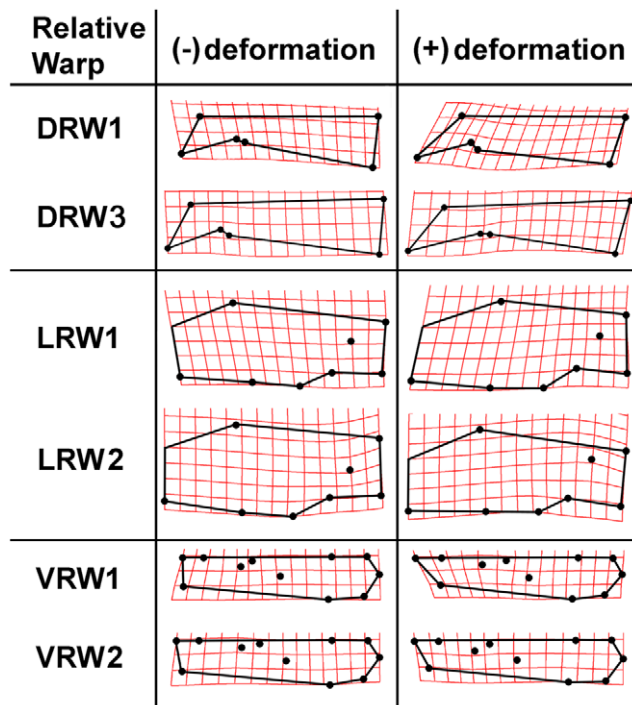 Relative
Warp
(-) deformation
(+) deformation
DRW1
DRW3
LRW1
LRW2
VRW1
VRW2